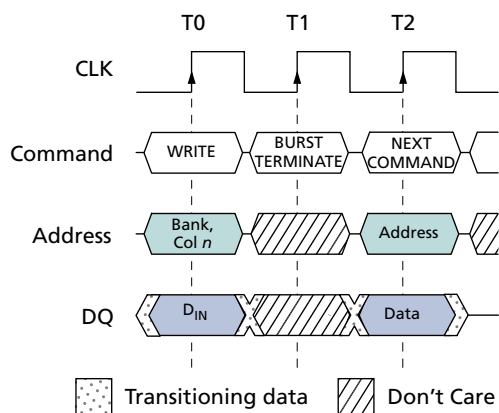 T0 T1 T2
CLK
Command WRITE BURST TERMINATE NEXT COMMAND
Address Bank, Col n Address
DQ DIN Data
Transitioning data Don't Care